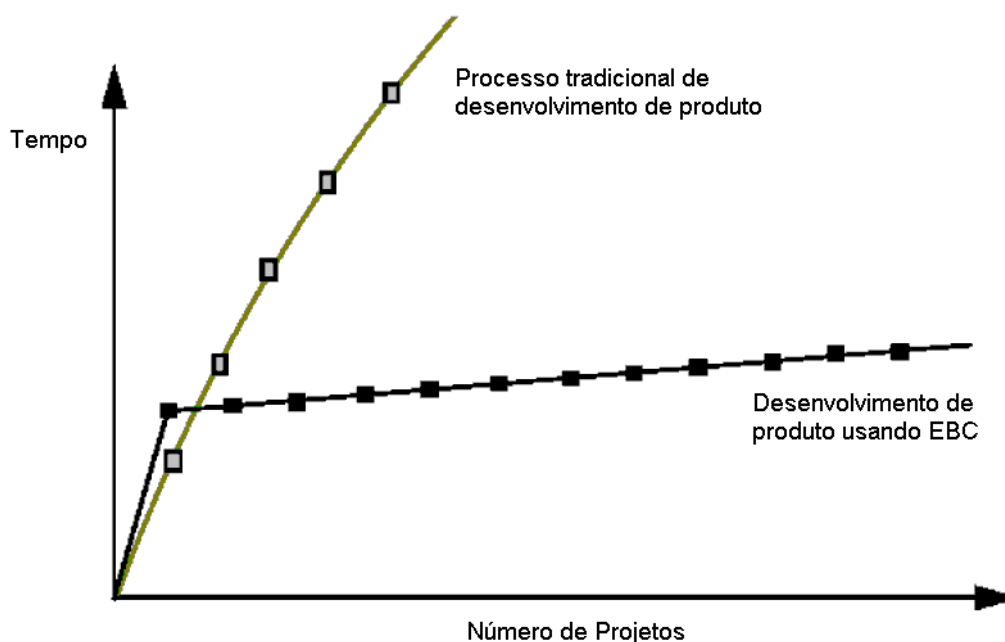 Processo tradicional de
desenvolvimento de produto
Tempo
Desenvolvimento de
produto usando EBC
Número de Projetos